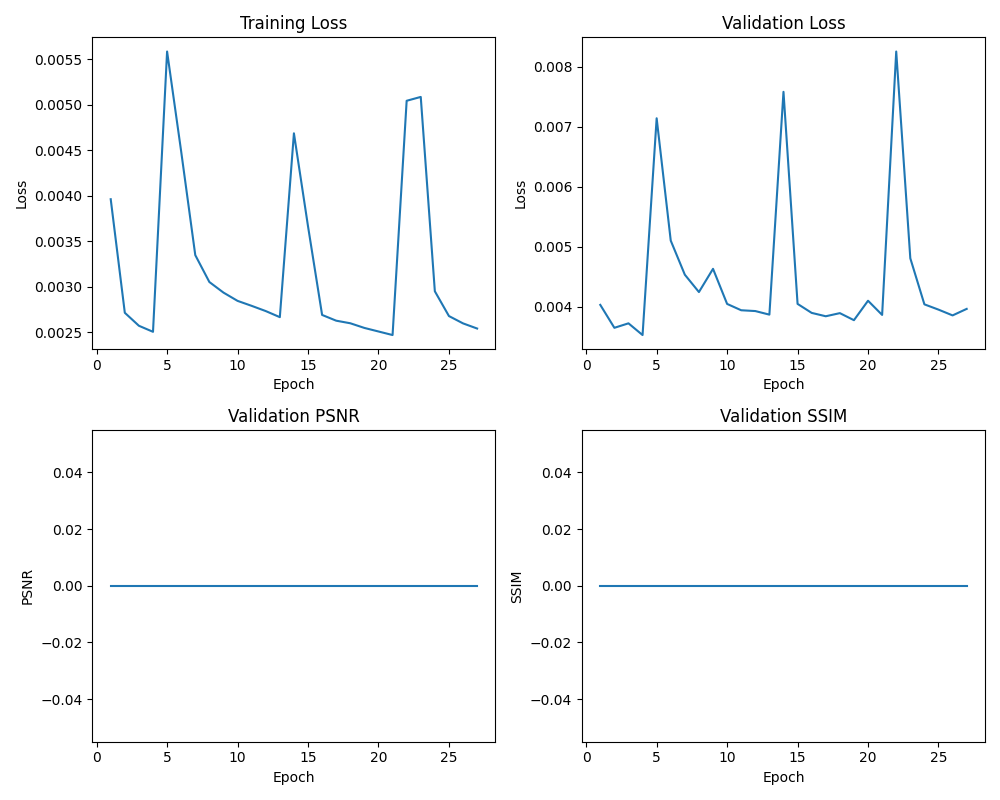 Training Loss
Validation Loss
0.0055
0.0050
0.0045
0.0040
0.0035
0.0030
0.0025
Loss
0 5 10 15 20 25
Epoch
0.008
0.007
0.006
0.005
0.004
Loss
0 5 10 15 20 25
Epoch
Validation PSNR
Validation SSIM
0.04
0.02
0.00
−0.02
−0.04
PSNR
0 5 10 15 20 25
Epoch
0.04
0.02
0.00
−0.02
−0.04
SSIM
0 5 10 15 20 25
Epoch